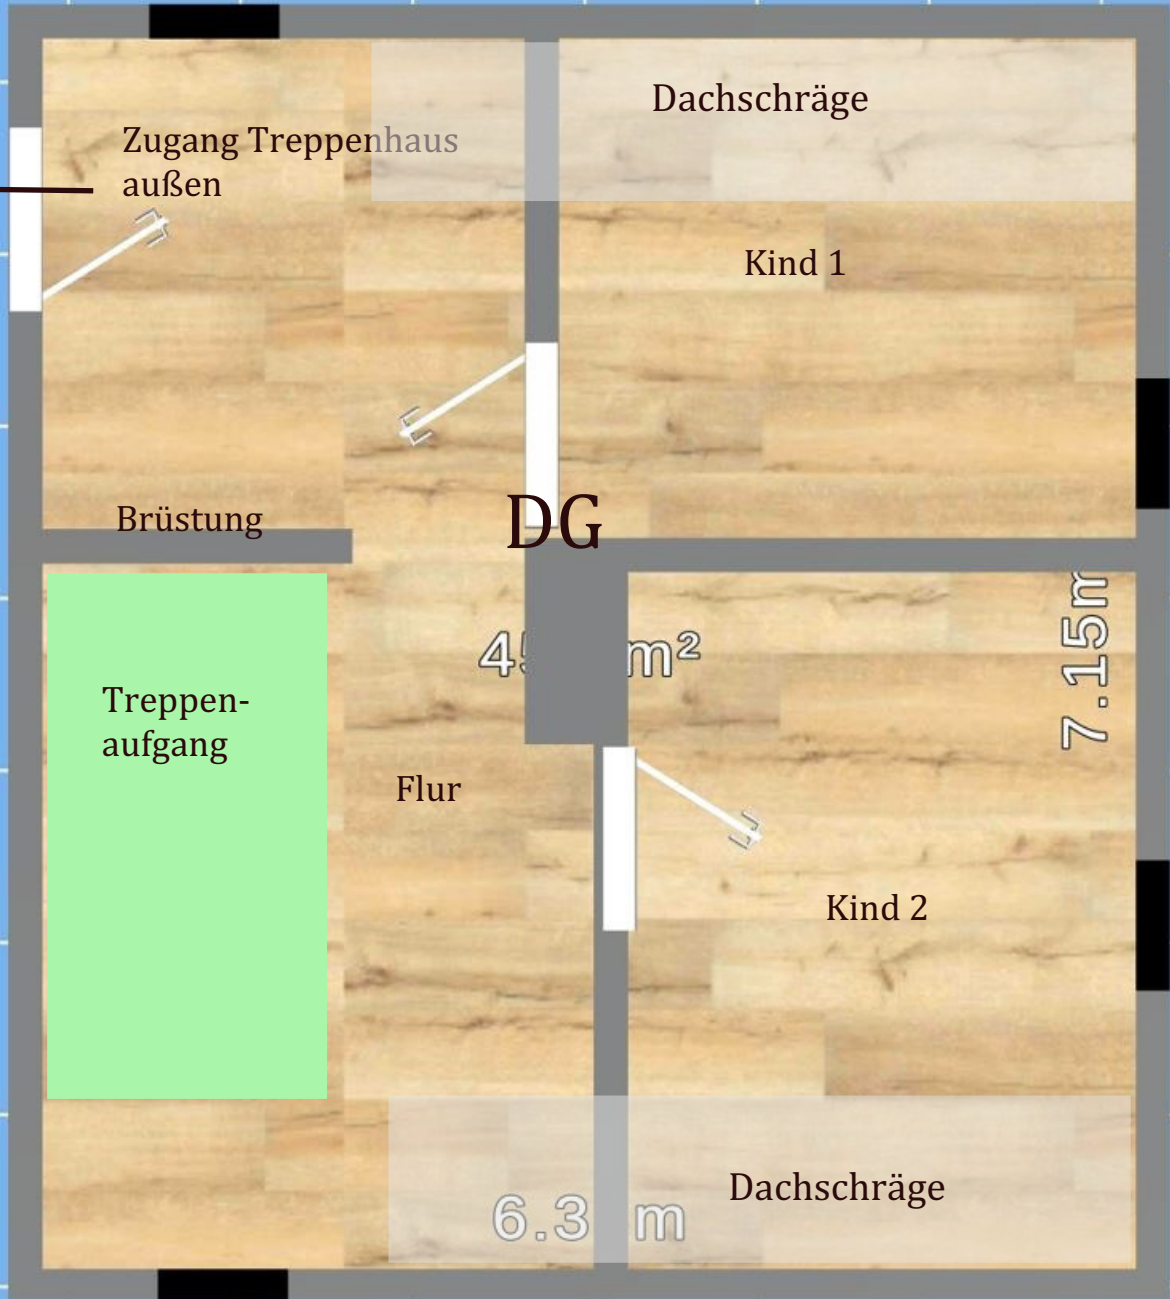 Dachschräge
Zugang Treppenhaus
außen
Kind 1
Brüstung
DG
m²
7.15m
Treppen-
aufgang
Flur
Kind 2
Dachschräge
6.3 m